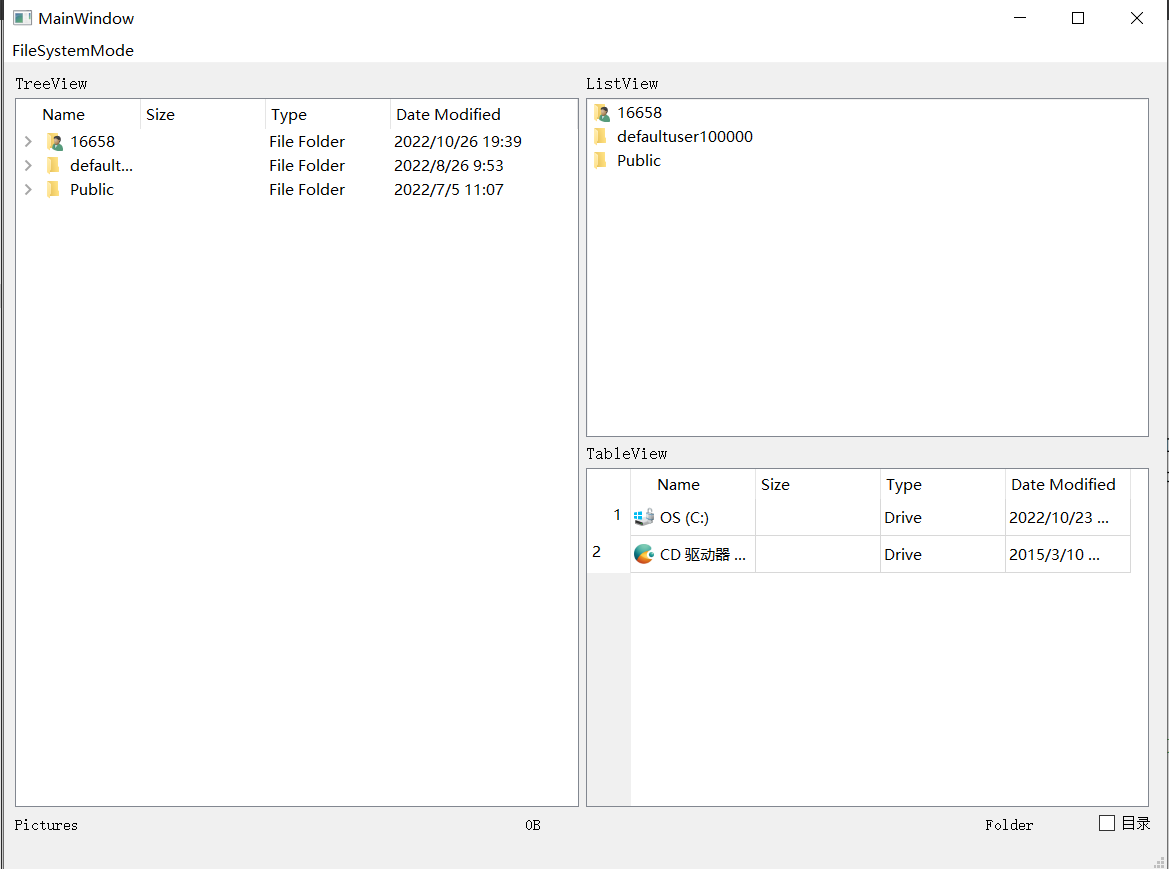 MainWindow
FileSystemMode
TreeView
Name Size Type Date Modified
16658 File Folder 2022/10/26 19:39
default... File Folder 2022/8/26 9:53
Public File Folder 2022/7/5 11:07
ListView
16658
defaultuser100000
Public
TableView
Name Size Type Date Modified
1 OS (C:) Drive 2022/10/23 ...
2 CD 驱动器 ... Drive 2015/3/10 ...
Pictures 0B Folder 目录